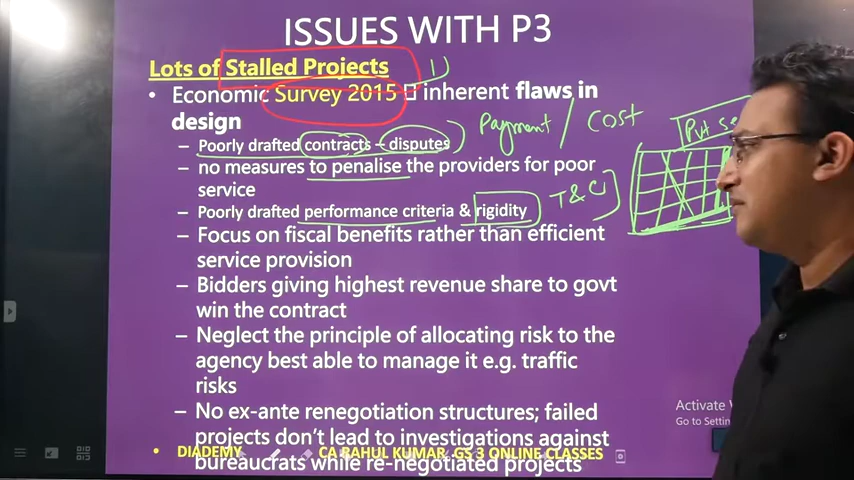 ISSUES WITH P3
Lots of Stalled Projects
• Economic Survey 2015 inherent flaws in
design
– Poorly drafted contracts – disputes
Payment / Cost
Pvt se
– no measures to penalise the providers for poor
service
– Poorly drafted performance criteria & rigidity
T & C
– Focus on fiscal benefits rather than efficient
service provision
– Bidders giving highest revenue share to govt
win the contract
– Neglect the principle of allocating risk to the
agency best able to manage it e.g. traffic
risks
– No ex-ante renegotiation structures; failed
projects don't lead to investigations against
bureaucrats while re-negotiated projects
• DIADEMY CA RAHUL KUMAR, GS 3 ONLINE CLASSES
Activate
Go to Settin